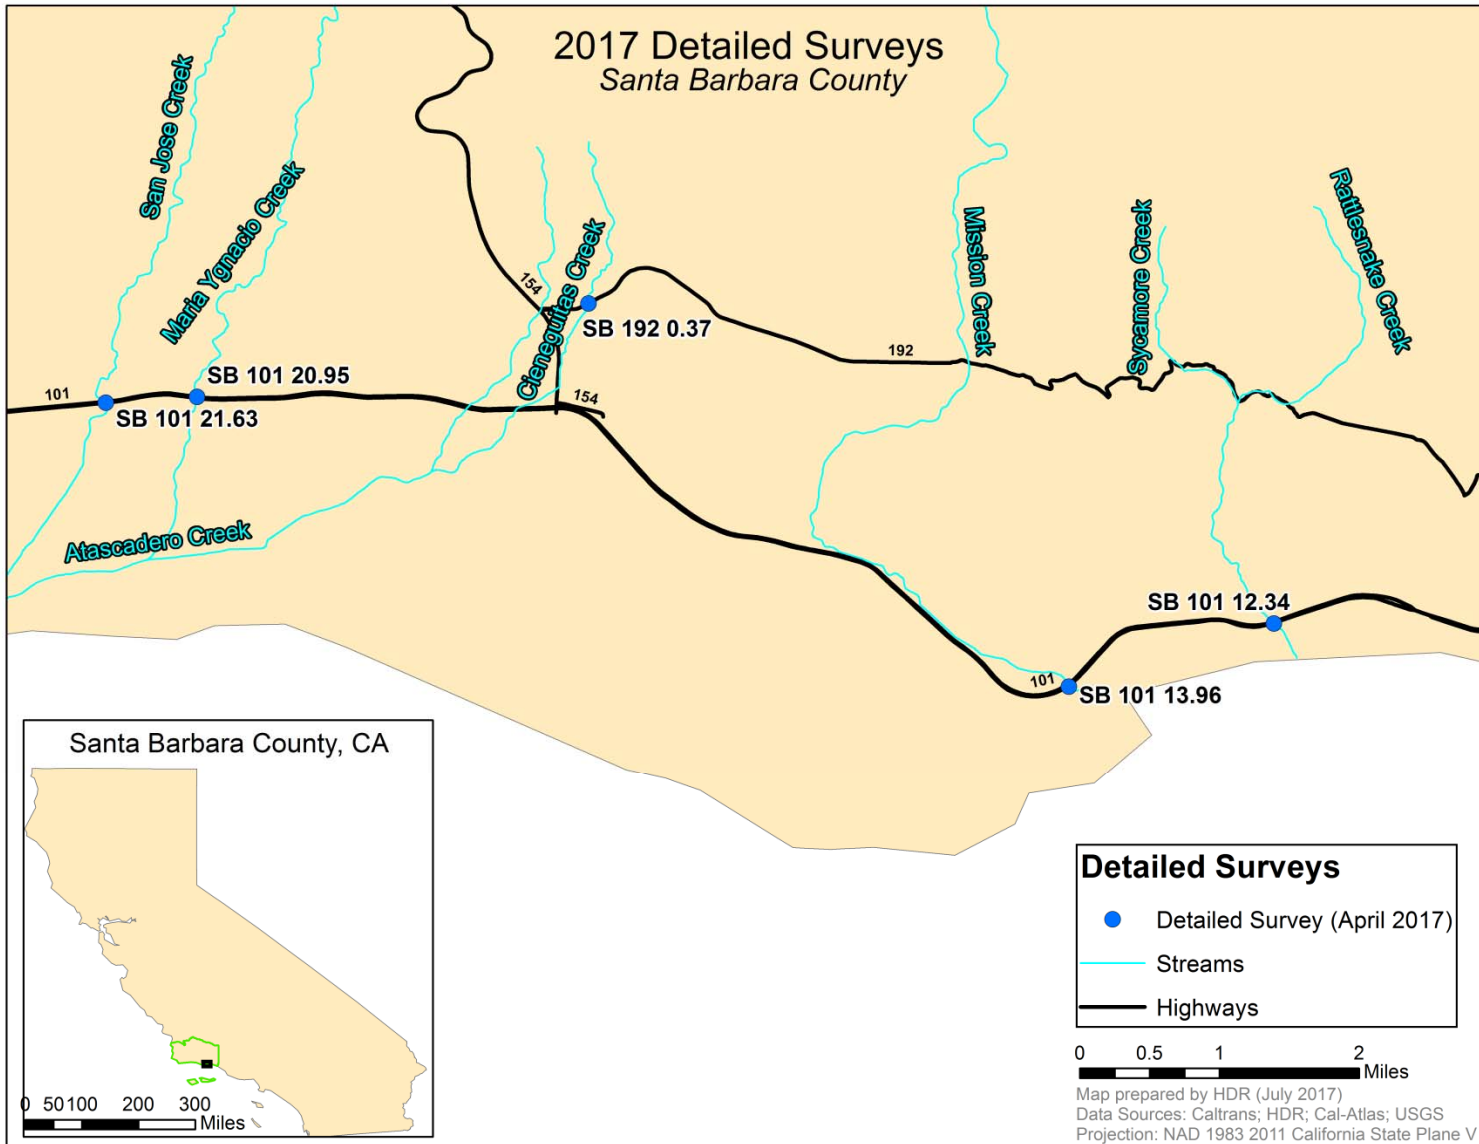 2017 Detailed Surveys
Santa Barbara County
San Jose Creek
Maria Ygnacio Creek
Cieneguitas Creek
Mission Creek
Sycamore Creek
Rattlesnake Creek
154
SB 192 0.37
192
101
SB 101 20.95
SB 101 21.63
154
Atascadero Creek
SB 101 12.34
101
SB 101 13.96
Santa Barbara County, CA
0 50 100 200 300
Miles
Detailed Surveys
Detailed Survey (April 2017)
Streams
Highways
0 0.5 1 2
Miles
Map prepared by HDR (July 2017)
Data Sources: Caltrans; HDR; Cal-Atlas; USGS
Projection: NAD 1983 2011 California State Plane V